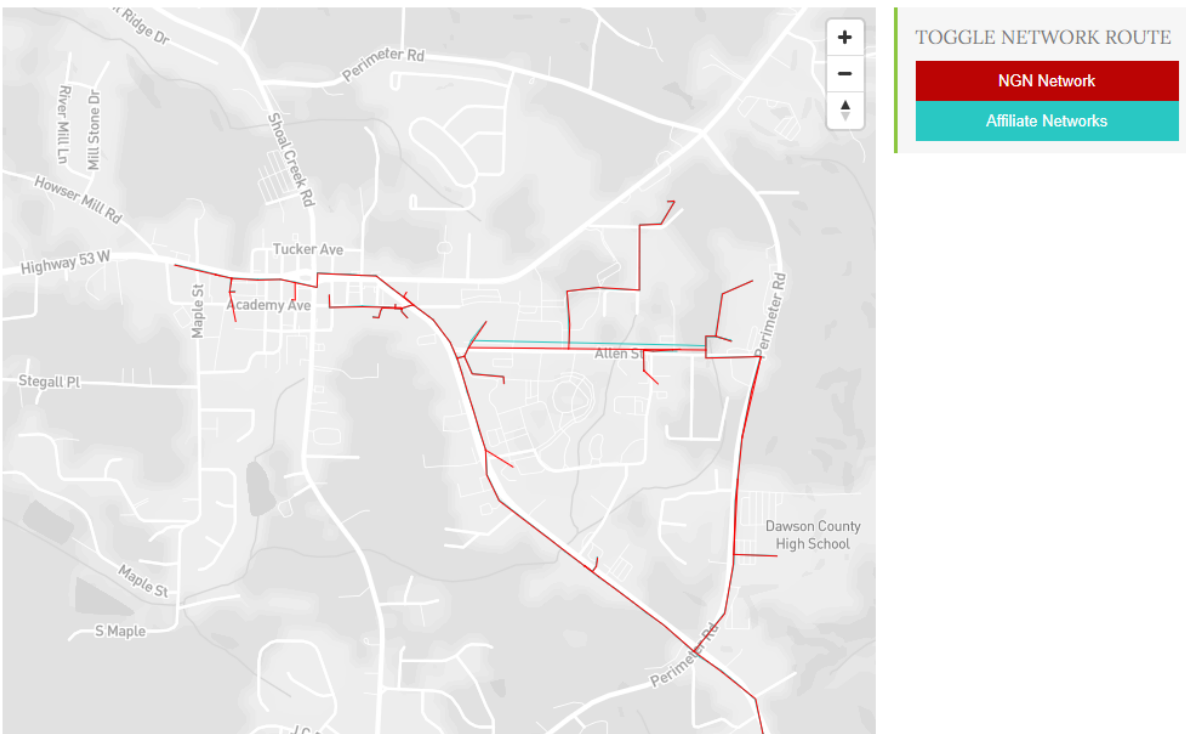 Ridge Dr
Perimeter Rd
River Mill Ln
Mill Stone Dr
Shoal Creek Rd
Howser Mill Rd
Tucker Ave
Highway 53 W
Maple St
Academy Ave
Perimeter Rd
Allen St
Stegall Pl
Dawson County
High School
Maple St
S Maple
Perimeter Rd
+
−
TOGGLE NETWORK ROUTE
NGN Network
Affiliate Networks